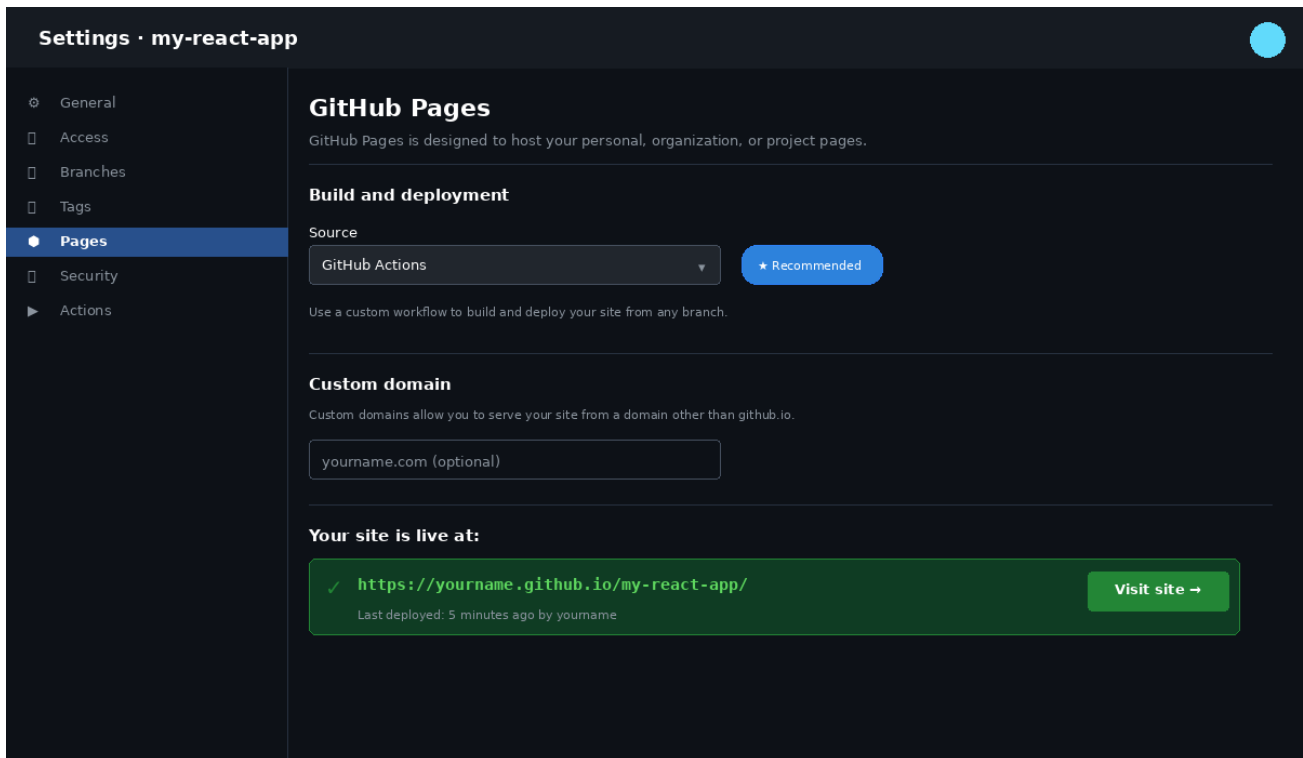 Settings · my-react-app
General
Access
Branches
Tags
Pages
Security
Actions
GitHub Pages
GitHub Pages is designed to host your personal, organization, or project pages.
Build and deployment
Source
GitHub Actions
★ Recommended
Use a custom workflow to build and deploy your site from any branch.
Custom domain
Custom domains allow you to serve your site from a domain other than github.io.
yourname.com (optional)
Your site is live at:
https://yourname.github.io/my-react-app/
Last deployed: 5 minutes ago by yourname
Visit site →